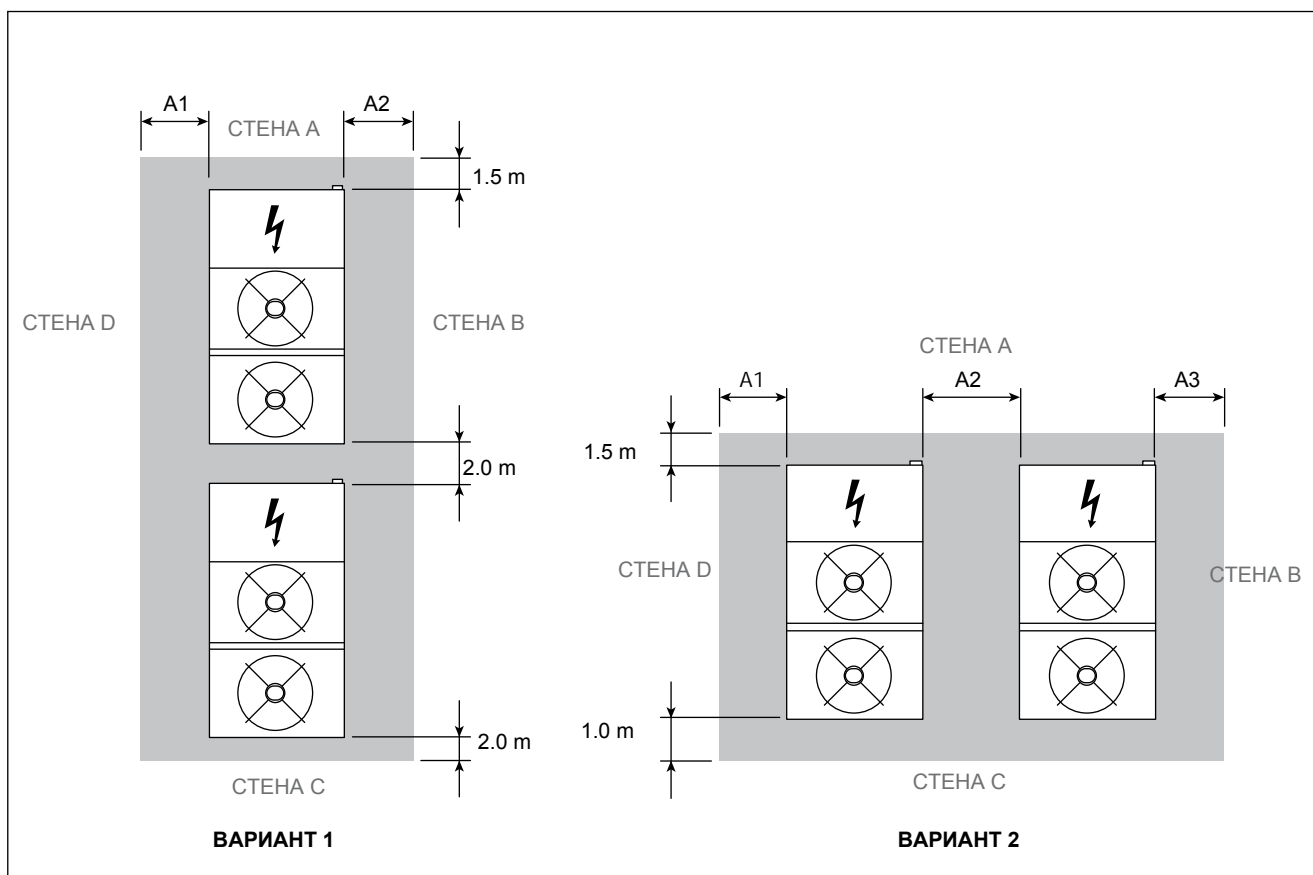 A1
A2
СТЕНА A
1.5 m
СТЕНА D
СТЕНА B
2.0 m
2.0 m
СТЕНА C
ВАРИАНТ 1
СТЕНА A
A1
A2
A3
1.5 m
СТЕНА D
СТЕНА B
1.0 m
СТЕНА C
ВАРИАНТ 2